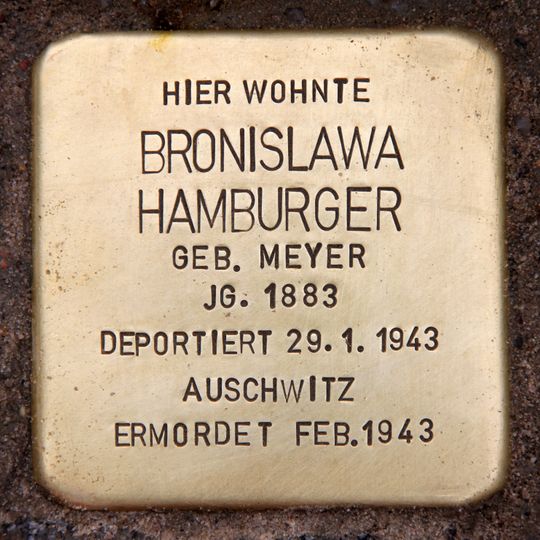 HIER WOHNTE
BRONISLAWA
HAMBURGER
GEB. MEYER
JG. 1883
DEPORTIERT 29.1.1943
AUSCHWITZ
ERMORDET FEB.1943